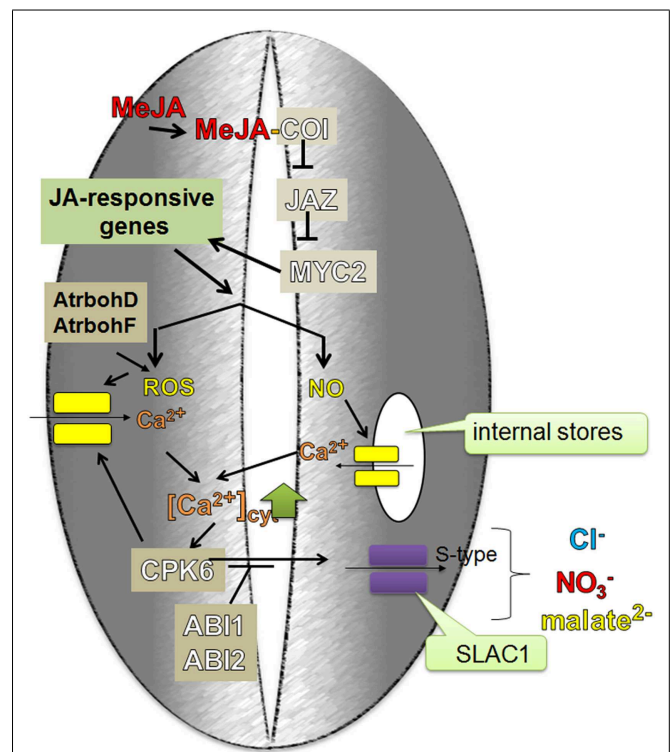 MeJA
MeJA-COI
JAZ
JA-responsive
genes
MYC2
AtrbohD
AtrbohF
ROS
NO
Ca²⁺
Ca²⁺
internal stores
[Ca²⁺]cyt
CPK6
S-type
Cl⁻
NO₃⁻
malate²⁻
ABI1
ABI2
SLAC1